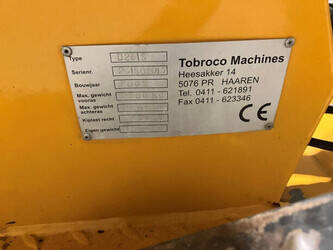 Type D2615
Serienr.
Bouwjaar
Max. gewicht vooras
Max. gewicht achteras
Kiplast recht
Eigen gewicht
Tobroco Machines
Heesakker 14
5076 PR HAAREN
Tel. 0411 - 621891
Fax 0411 - 623346
CE